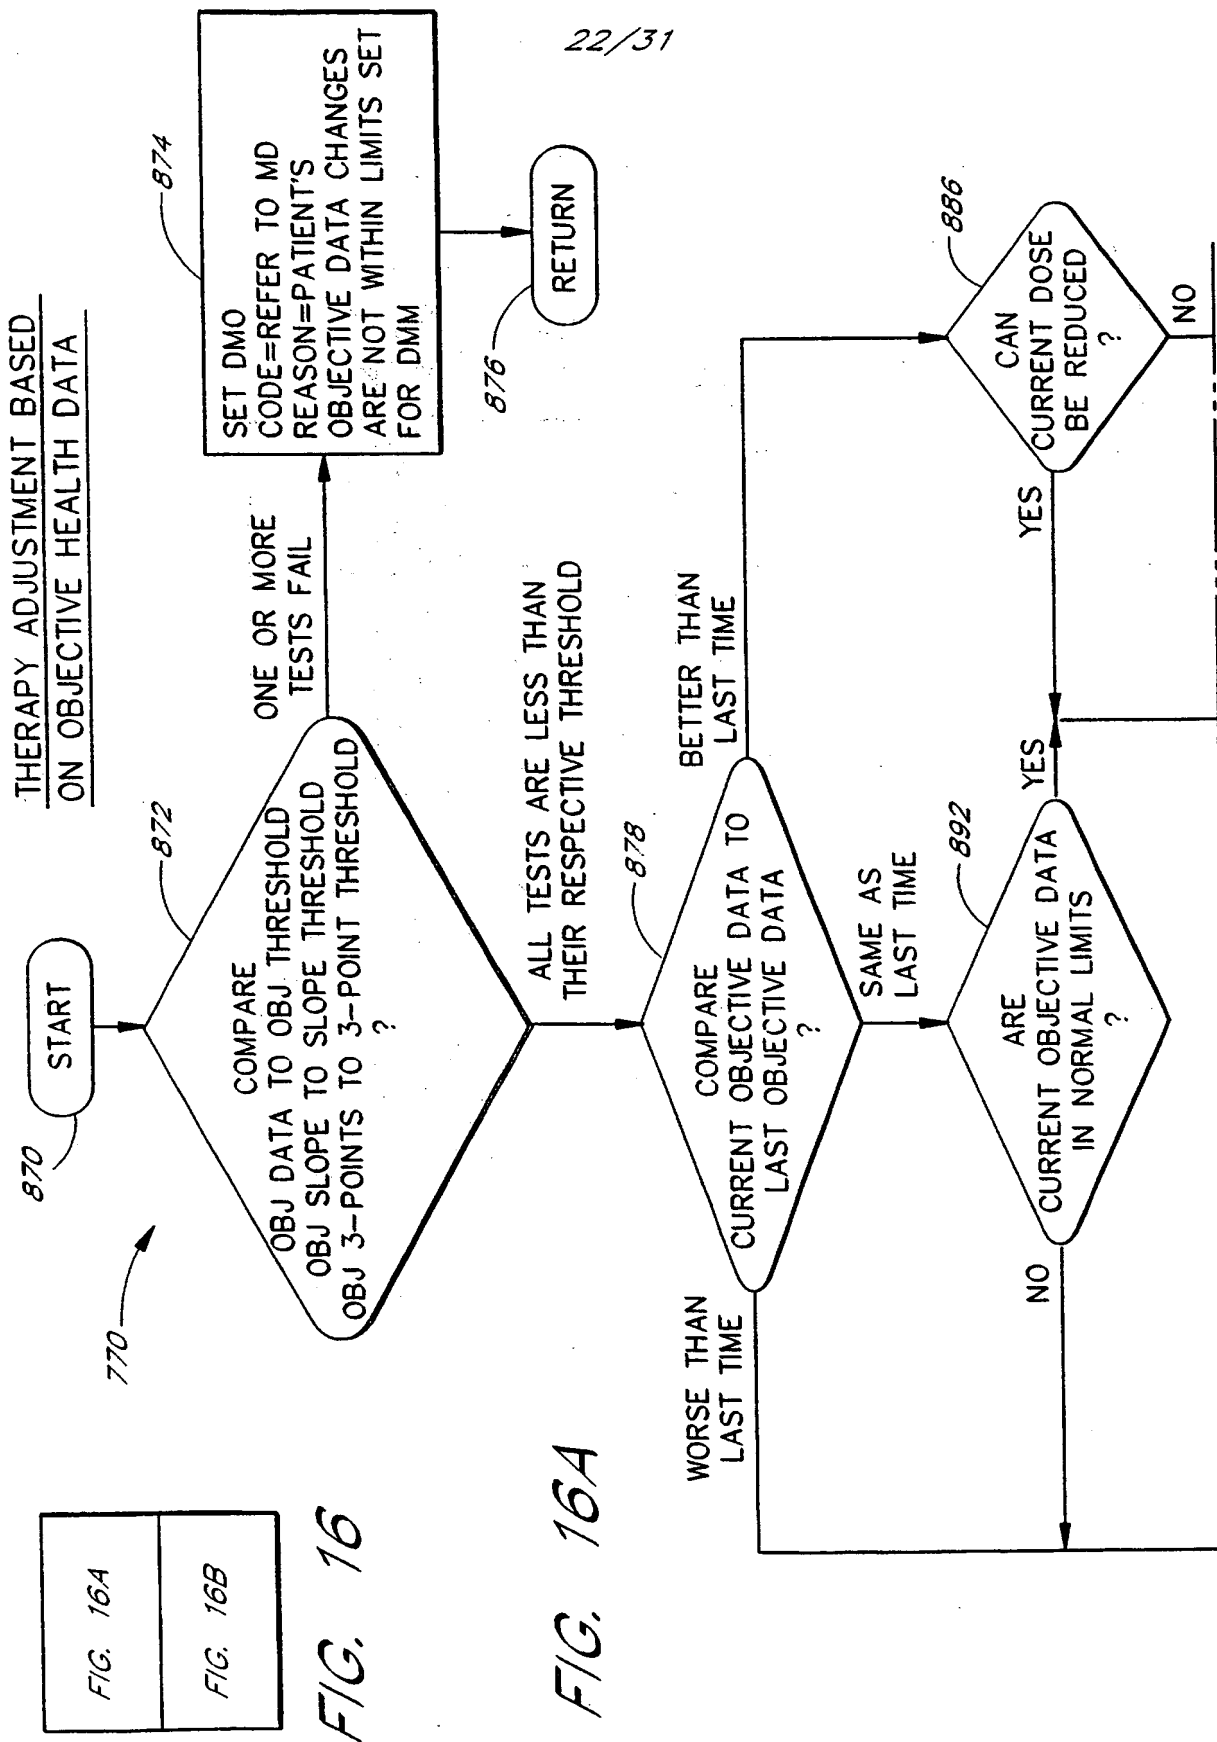 22/31
THERAPY ADJUSTMENT BASED
ON OBJECTIVE HEALTH DATA
FIG. 16A
FIG. 16B
FIG. 16
770
870
START
872
COMPARE
OBJ DATA TO OBJ THRESHOLD
OBJ SLOPE TO SLOPE THRESHOLD
OBJ 3-POINTS TO 3-POINT THRESHOLD
?
ONE OR MORE
TESTS FAIL
874
SET DMO
CODE=REFER TO MD
REASON=PATIENT'S
OBJECTIVE DATA CHANGES
ARE NOT WITHIN LIMITS SET
FOR DMM
876
RETURN
FIG. 16A
ALL TESTS ARE LESS THAN
THEIR RESPECTIVE THRESHOLD
878
COMPARE
CURRENT OBJECTIVE DATA TO
LAST OBJECTIVE DATA
?
WORSE THAN
LAST TIME
SAME AS
LAST TIME
BETTER THAN
LAST TIME
886
CAN
CURRENT DOSE
BE REDUCED
?
YES
NO
892
ARE
CURRENT OBJECTIVE DATA
IN NORMAL LIMITS
?
NO
YES